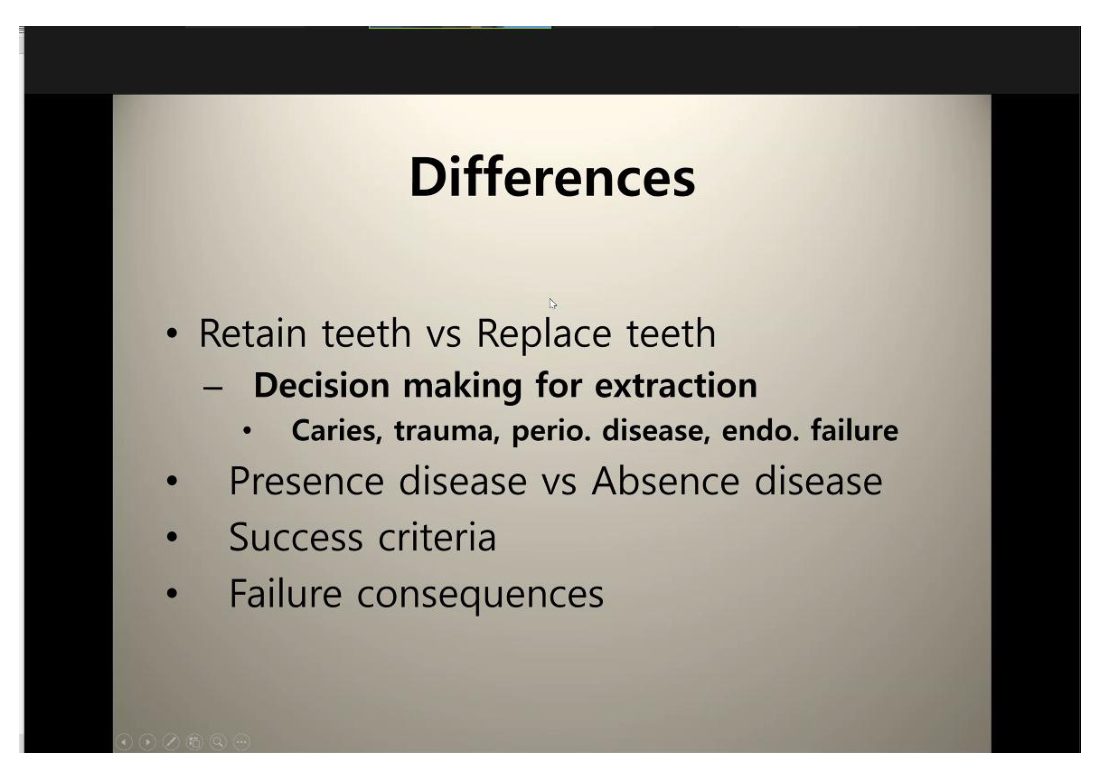 Differences
• Retain teeth vs Replace teeth
– Decision making for extraction
• Caries, trauma, perio. disease, endo. failure
• Presence disease vs Absence disease
• Success criteria
• Failure consequences